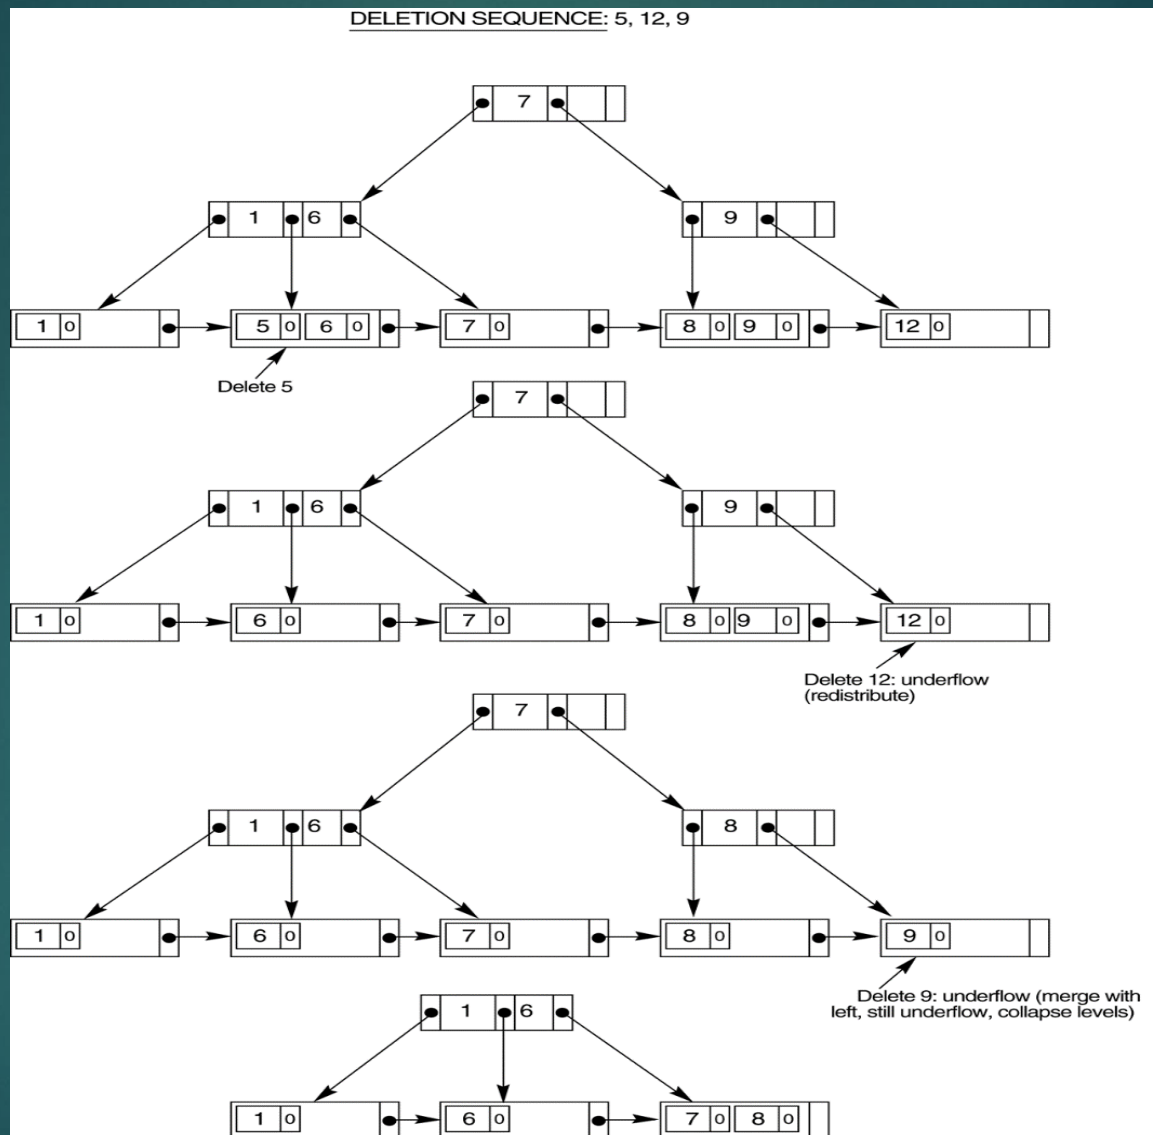 DELETION SEQUENCE: 5, 12, 9
7
1 6 9
1 0 5 0 6 0 7 0 8 0 9 0 12 0
Delete 5
7
1 6 9
1 0 6 0 7 0 8 0 9 0 12 0
Delete 12: underflow
(redistribute)
7
1 6 8
1 0 6 0 7 0 8 0 9 0
Delete 9: underflow (merge with
left, still underflow, collapse levels)
1 6
1 0 6 0 7 0 8 0